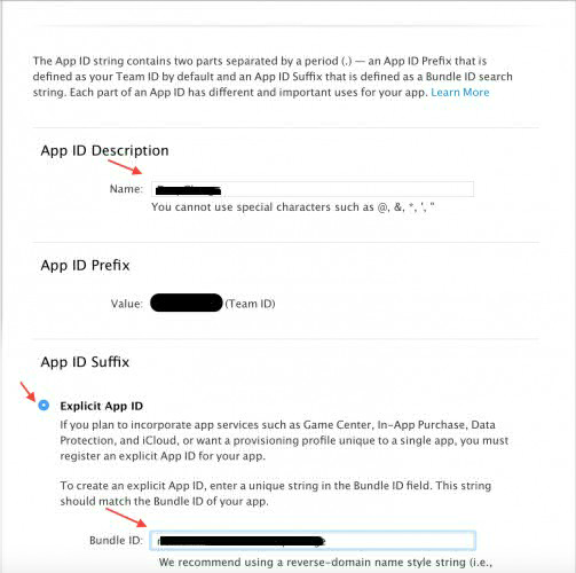 The App ID string contains two parts separated by a period (.) — an App ID Prefix that is
defined as your Team ID by default and an App ID Suffix that is defined as a Bundle ID search
string. Each part of an App ID has different and important uses for your app. Learn More
App ID Description
Name:
You cannot use special characters such as @, &, *, ', "
App ID Prefix
Value: (Team ID)
App ID Suffix
Explicit App ID
If you plan to incorporate app services such as Game Center, In-App Purchase, Data
Protection, and iCloud, or want a provisioning profile unique to a single app, you must
register an explicit App ID for your app.
To create an explicit App ID, enter a unique string in the Bundle ID field. This string
should match the Bundle ID of your app.
Bundle ID:
We recommend using a reverse-domain name style string (i.e.,